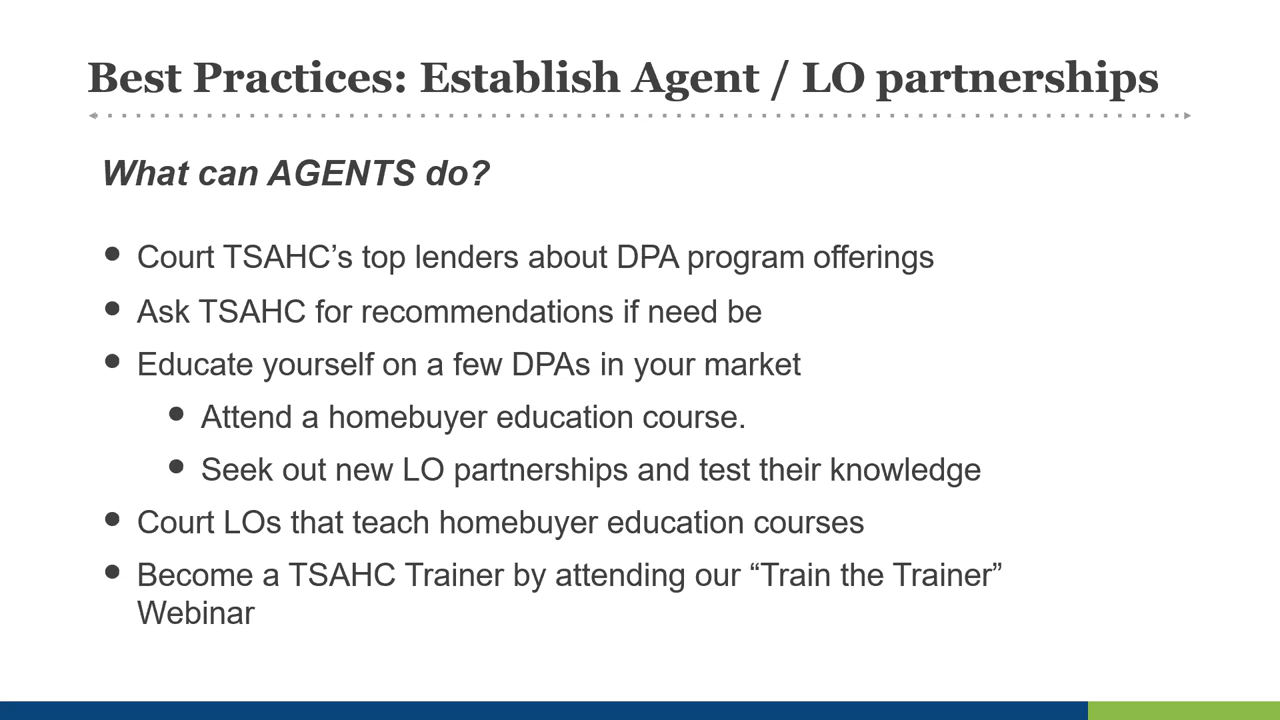 Best Practices: Establish Agent / LO partnerships
What can AGENTS do?
● Court TSAHC’s top lenders about DPA program offerings
● Ask TSAHC for recommendations if need be
● Educate yourself on a few DPAs in your market
● Attend a homebuyer education course.
● Seek out new LO partnerships and test their knowledge
● Court LOs that teach homebuyer education courses
● Become a TSAHC Trainer by attending our “Train the Trainer”
Webinar